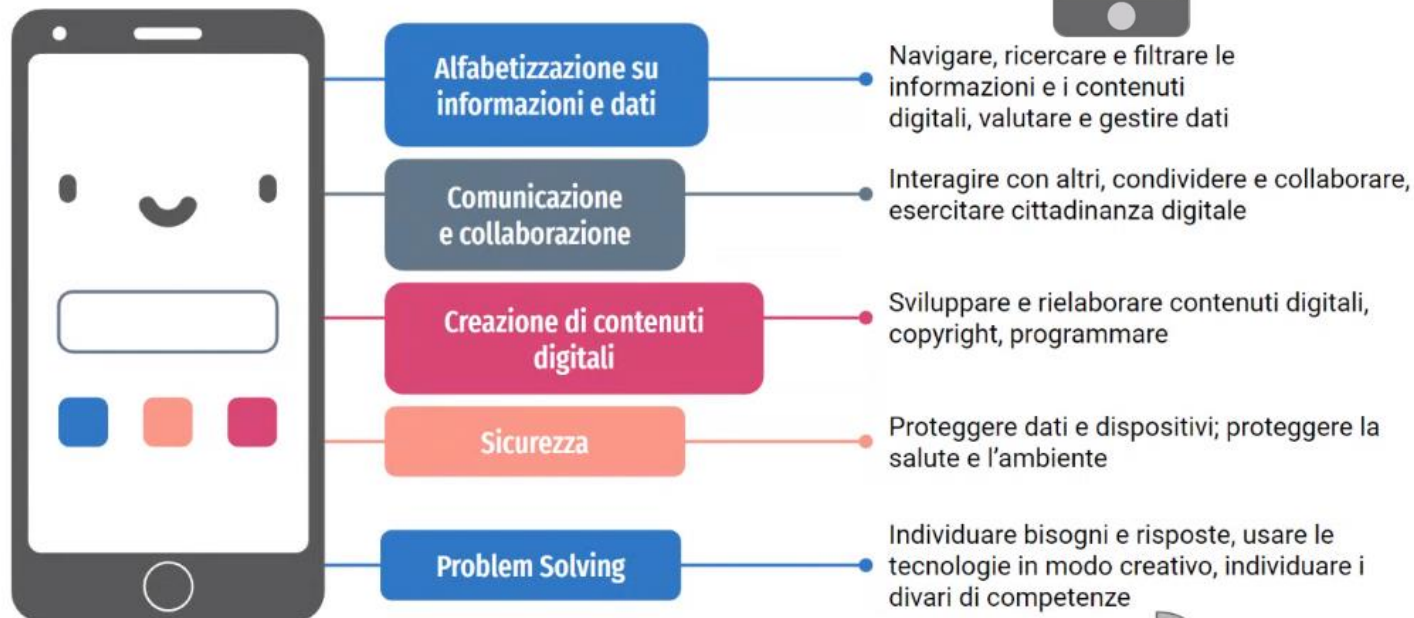 Alfabetizzazione su
informazioni e dati
Navigare, ricercare e filtrare le
informazioni e i contenuti
digitali, valutare e gestire dati
Comunicazione
e collaborazione
Interagire con altri, condividere e collaborare,
esercitare cittadinanza digitale
Creazione di contenuti
digitali
Sviluppare e rielaborare contenuti digitali,
copyright, programmare
Sicurezza
Proteggere dati e dispositivi; proteggere la
salute e l’ambiente
Problem Solving
Individuare bisogni e risposte, usare le
tecnologie in modo creativo, individuare i
divari di competenze